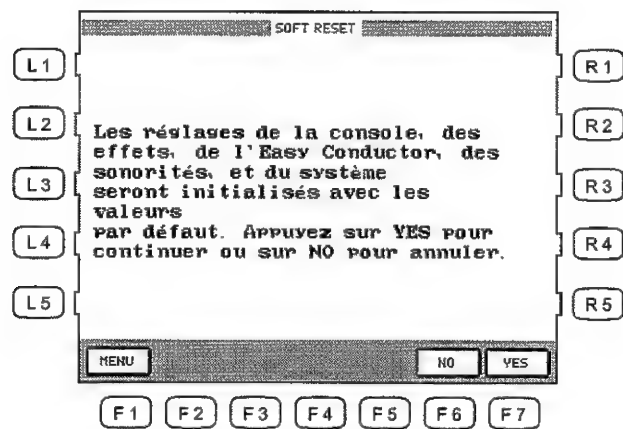 SOFT RESET
L1
R1
L2
R2
L3
R3
L4
R4
L5
R5
Les réglages de la console, des
effets, de l'Easy Conductor, des
sonorités, et du système
seront initialisés avec les
valeurs
par défaut. Appuyez sur YES pour
continuer ou sur NO pour annuler.
MENU NO YES
F1 F2 F3 F4 F5 F6 F7